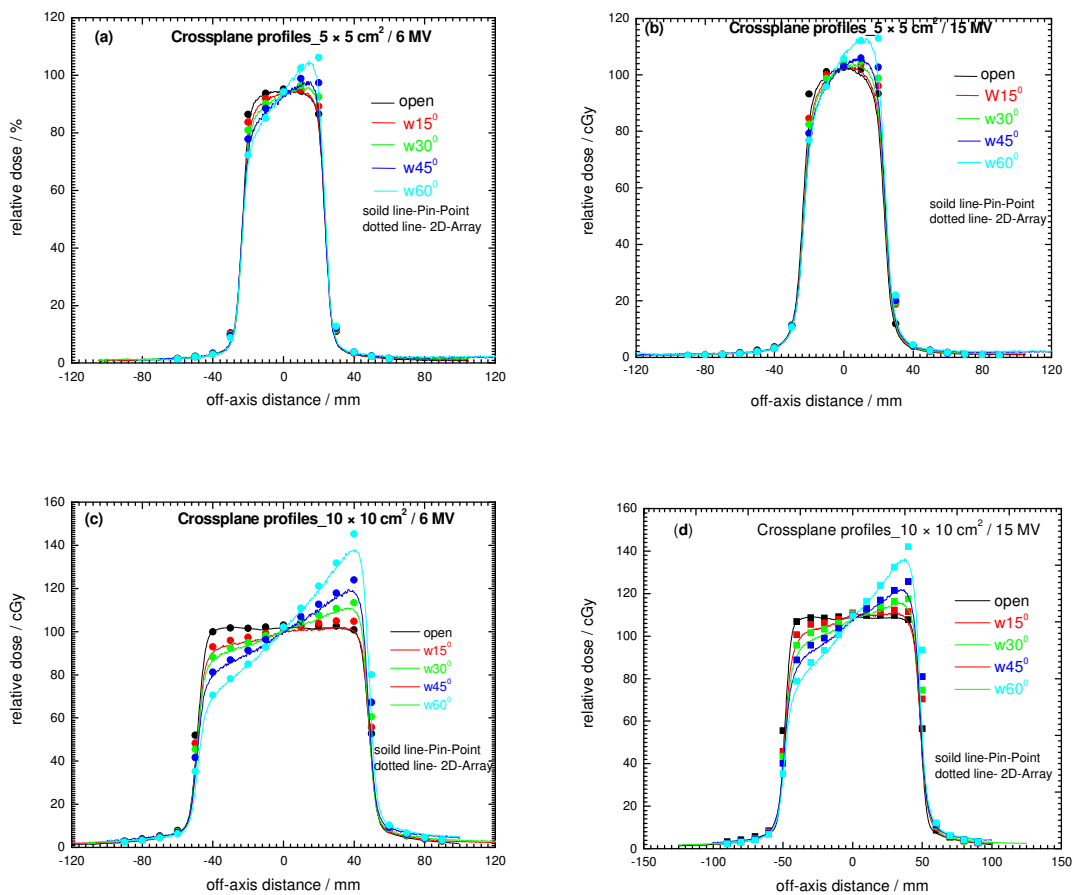 (a) Crossplane profiles_5 × 5 cm² / 6 MV
open
w15⁰
w30⁰
w45⁰
w60⁰
soild line-Pin-Point
dotted line- 2D-Array
relative dose / %
120
100
80
60
40
20
0
-120 -80 -40 0 40 80 120
off-axis distance / mm
(b) Crossplane profiles_5 × 5 cm² / 15 MV
open
W15⁰
w30⁰
w45⁰
w60⁰
soild line-Pin-Point
dotted line- 2D-Array
relative dose / cGy
120
100
80
60
40
20
0
-120 -80 -40 0 40 80 120
off-axis distance / mm
(c) Crossplane profiles_10 × 10 cm² / 6 MV
open
w15⁰
w30⁰
w45⁰
w60⁰
soild line-Pin-Point
dotted line- 2D-Array
relative dose / cGy
160
140
120
100
80
60
40
20
0
-120 -80 -40 0 40 80 120
off-axis distance / mm
(d) Crossplane profiles_10 × 10 cm² / 15 MV
open
w15⁰
w30⁰
w45⁰
w60⁰
soild line-Pin-Point
dotted line- 2D-Array
relative dose / cGy
160
140
120
100
80
60
40
20
0
-150 -100 -50 0 50 100 150
off-axis distance / mm